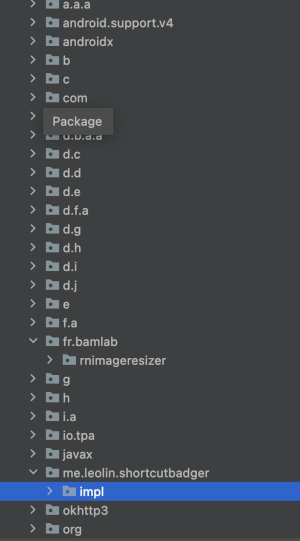 a.a.a
android.support.v4
androidx
b
c
com
Package
d.b.a.a
d.c
d.d
d.e
d.f.a
d.g
d.h
d.i
d.j
e
f.a
fr.bamlab
rnimageresizer
g
h
i.a
io.tpa
javax
me.leolin.shortcutbadger
impl
okhttp3
org